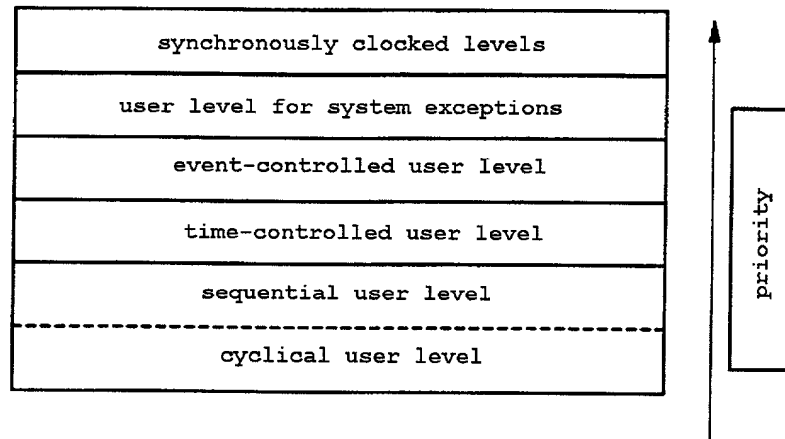 synchronously clocked levels
user level for system exceptions
event-controlled user level
time-controlled user level
sequential user level
cyclical user level
priority